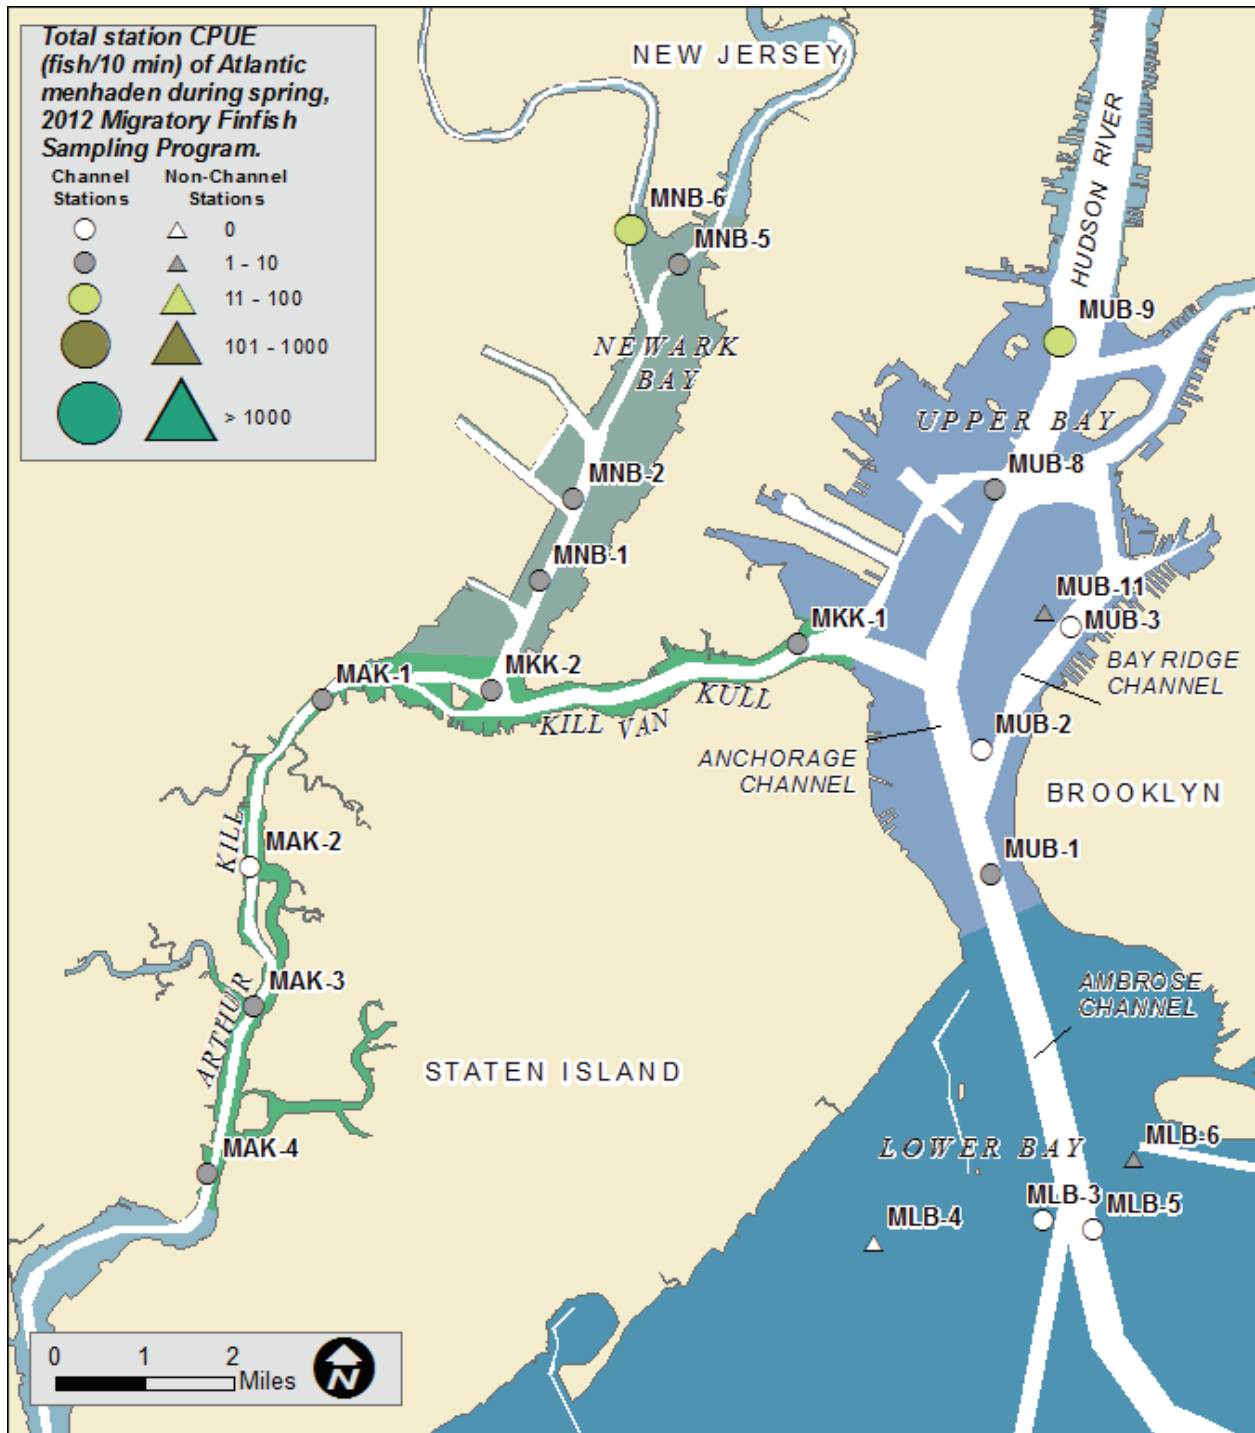 Total station CPUE
(fish/10 min) of Atlantic
menhaden during spring,
2012 Migratory Finfish
Sampling Program.
Channel Non-Channel
Stations Stations
0
1 - 10
11 - 100
101 - 1000
> 1000
NEW JERSEY
HUDSON RIVER
MNB-6
MNB-5
MUB-9
NEWARK
BAY
UPPER BAY
MUB-8
MNB-2
MNB-1
MUB-11
MUB-3
MKK-1
BAY RIDGE
CHANNEL
MKK-2
MAK-1
KILL VAN KULL
MUB-2
ANCHORAGE
CHANNEL
BROOKLYN
MUB-1
MAK-2
ARTHUR KILL
MAK-3
AMBROSE
CHANNEL
STATEN ISLAND
MAK-4
LOWER BAY
MLB-6
MLB-3
MLB-5
MLB-4
0 1 2
Miles
N